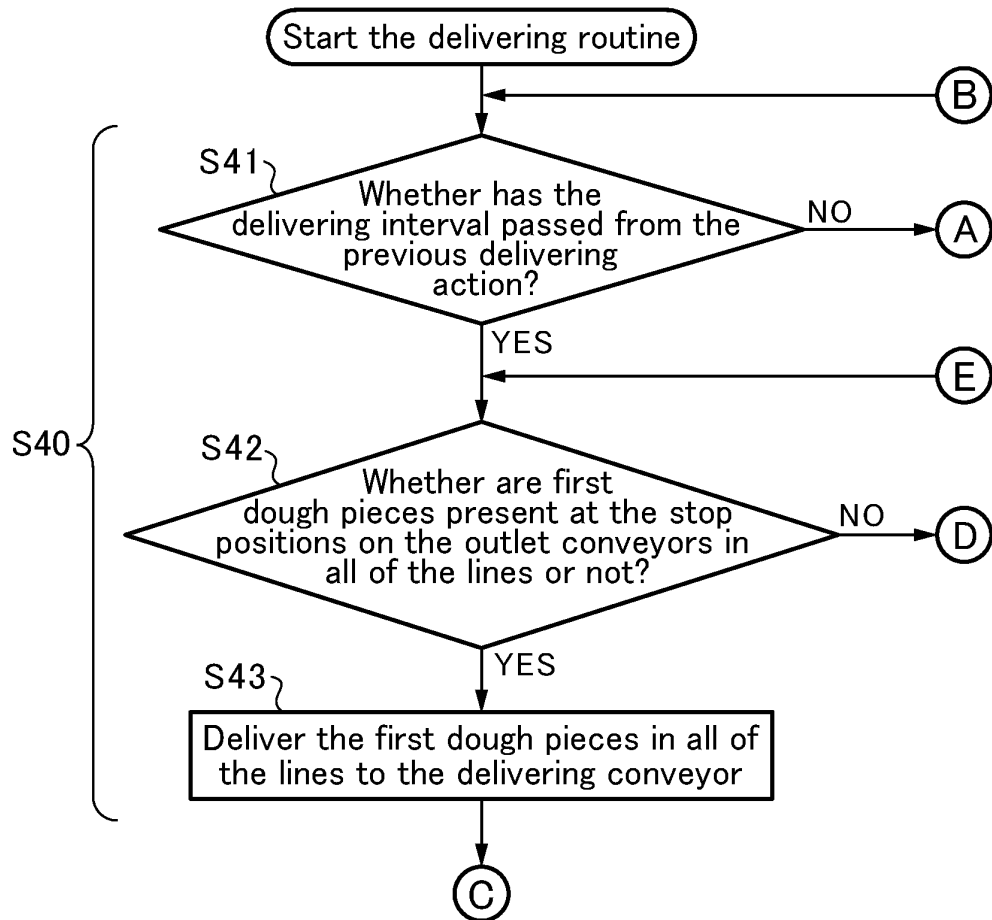 Start the delivering routine
B
S41
Whether has the
delivering interval passed from the
previous delivering
action?
NO
A
YES
E
S40
S42
Whether are first
dough pieces present at the stop
positions on the outlet conveyors in
all of the lines or not?
NO
D
YES
S43
Deliver the first dough pieces in all of
the lines to the delivering conveyor
C